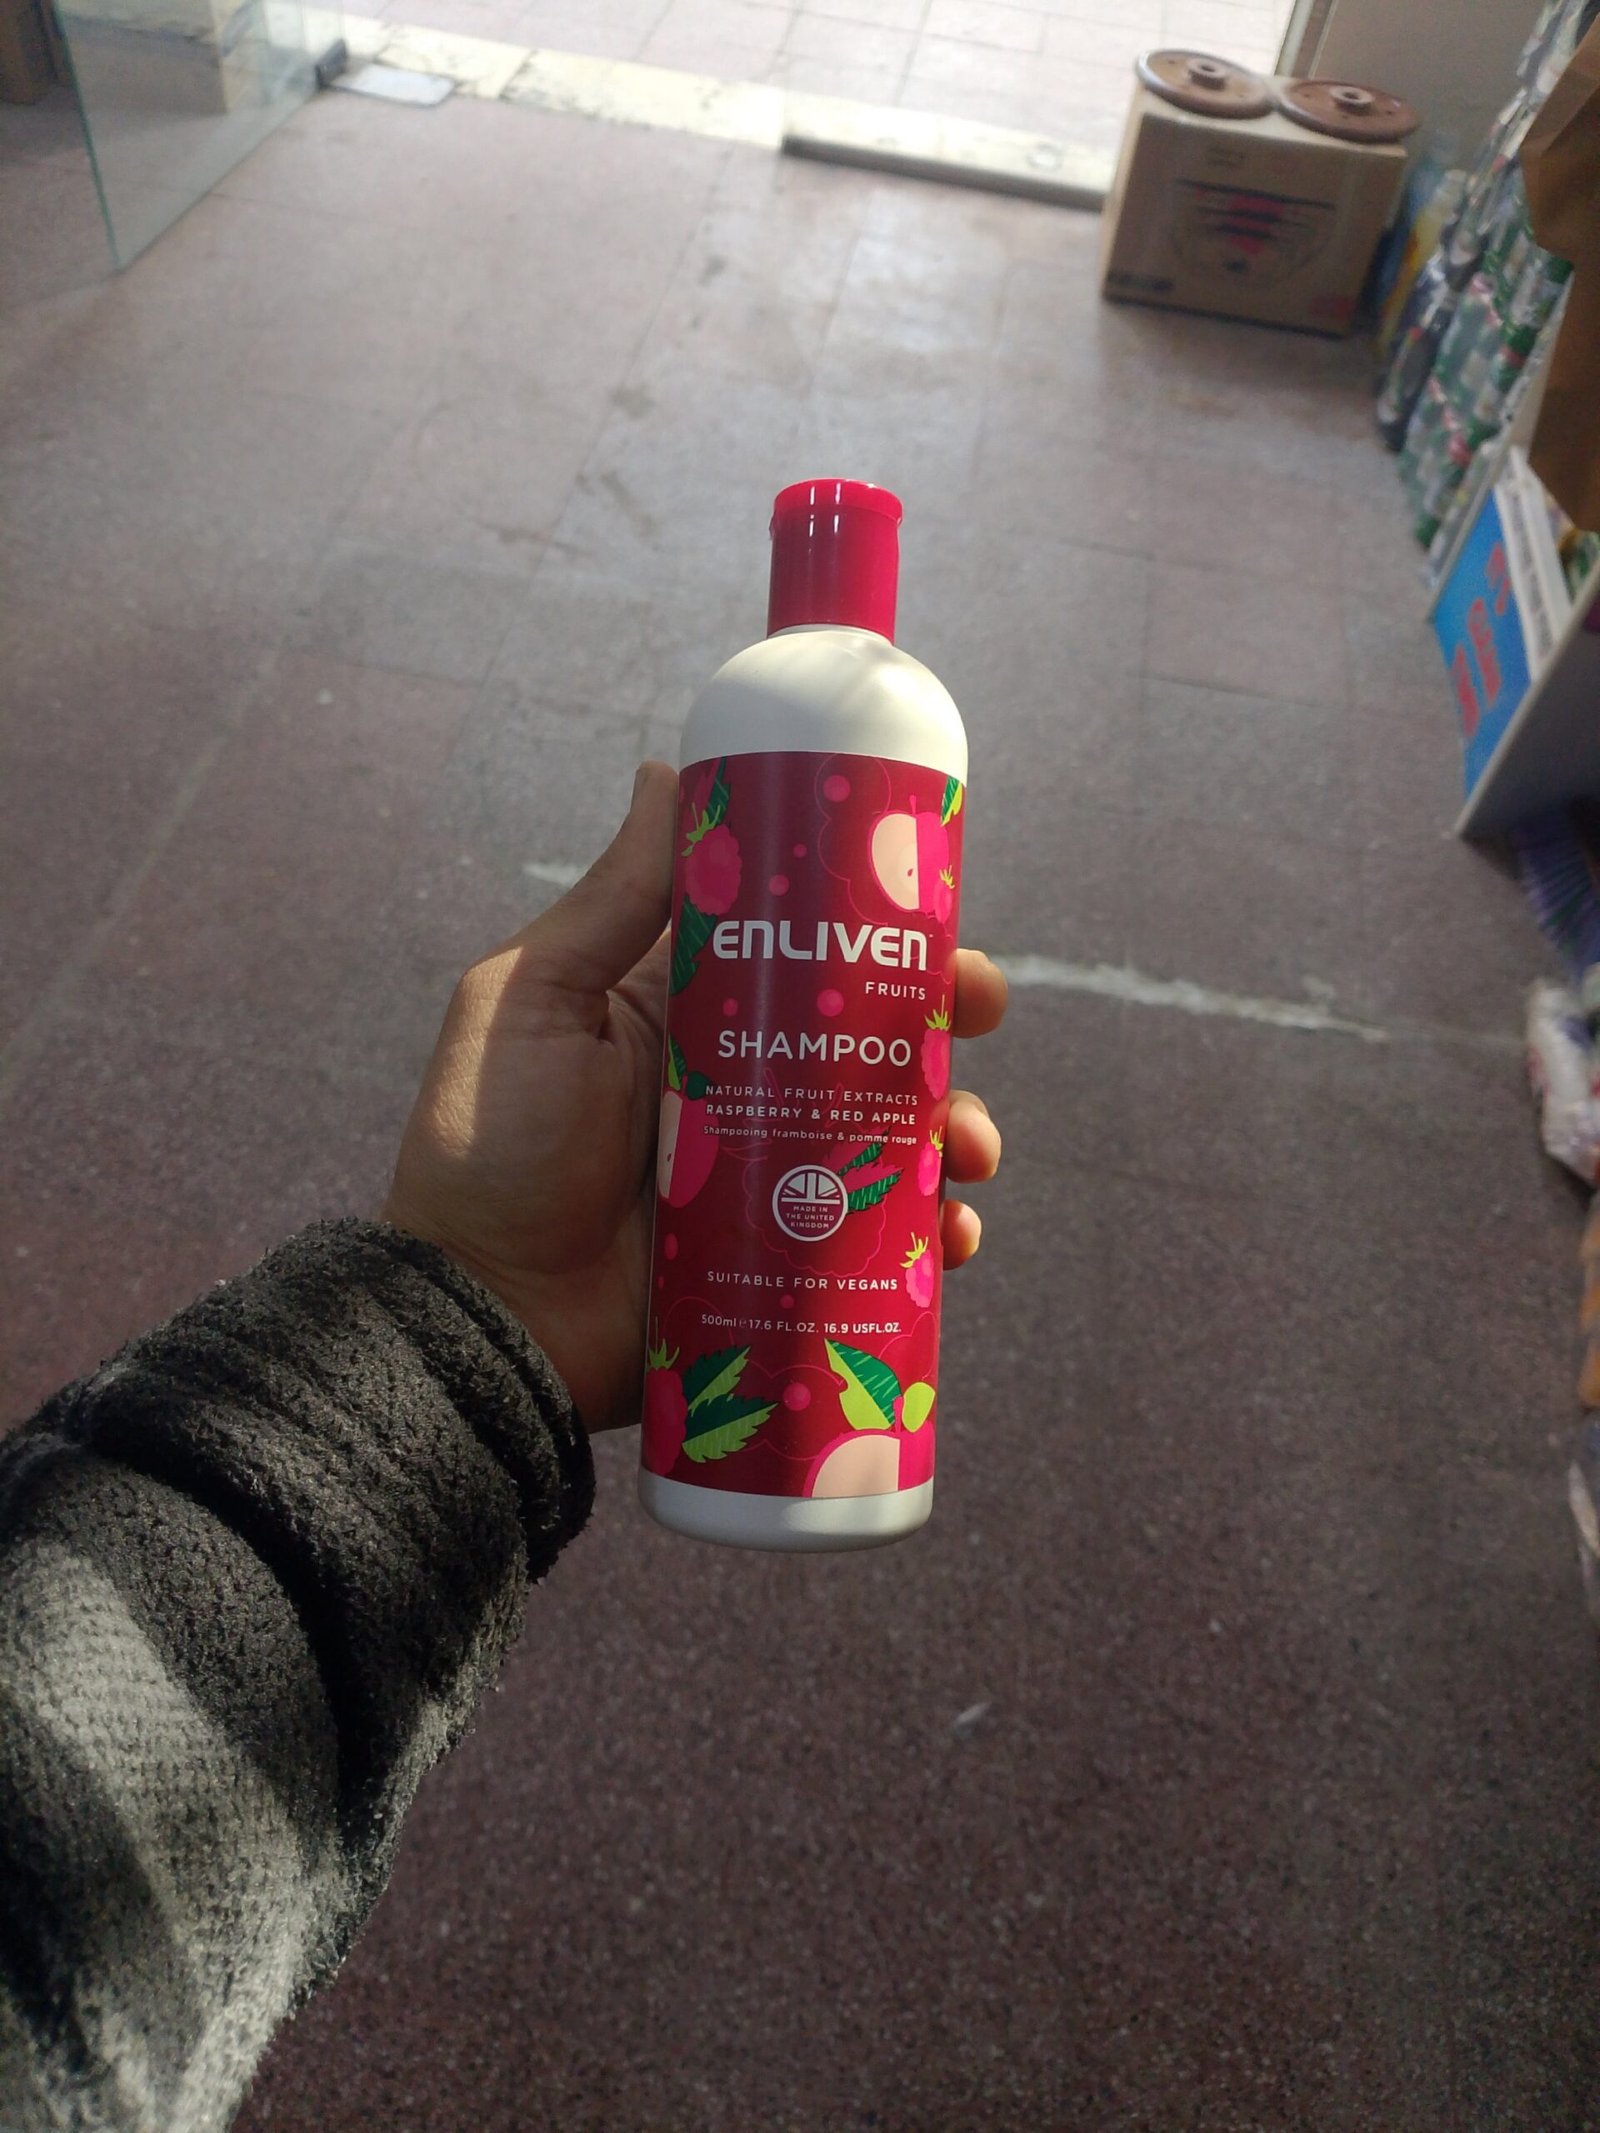 ENLIVEN
FRUITS
SHAMPOO
NATURAL FRUIT EXTRACTS
RASPBERRY & RED APPLE
Shampooing framboise & pomme rouge
MADE IN
THE UNITED
KINGDOM
SUITABLE FOR VEGANS
500ml e 17.6 FL.OZ. 16.9 USFL.OZ.